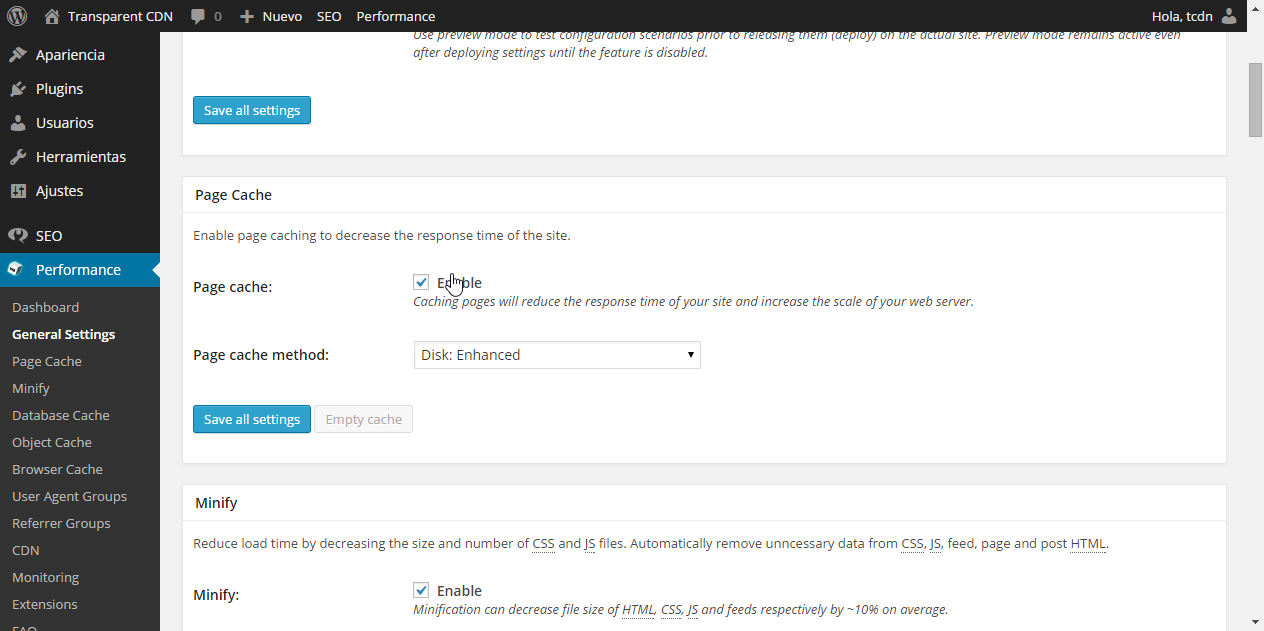 Transparent CDN 0 Nuevo SEO Performance Hola, tcdn
Apariencia
Plugins
Usuarios
Herramientas
Ajustes
SEO
Performance
Dashboard
General Settings
Page Cache
Minify
Database Cache
Object Cache
Browser Cache
User Agent Groups
Referrer Groups
CDN
Monitoring
Extensions
FAQ
Use preview mode to test configuration scenarios prior to releasing them (deploy) on the actual site. Preview mode remains active even
after deploying settings until the feature is disabled.
Save all settings
Page Cache
Enable page caching to decrease the response time of the site.
Page cache: Enable
Caching pages will reduce the response time of your site and increase the scale of your web server.
Page cache method: Disk: Enhanced
Save all settings Empty cache
Minify
Reduce load time by decreasing the size and number of CSS and JS files. Automatically remove unncessary data from CSS, JS, feed, page and post HTML.
Minify: Enable
Minification can decrease file size of HTML, CSS, JS and feeds respectively by ~10% on average.